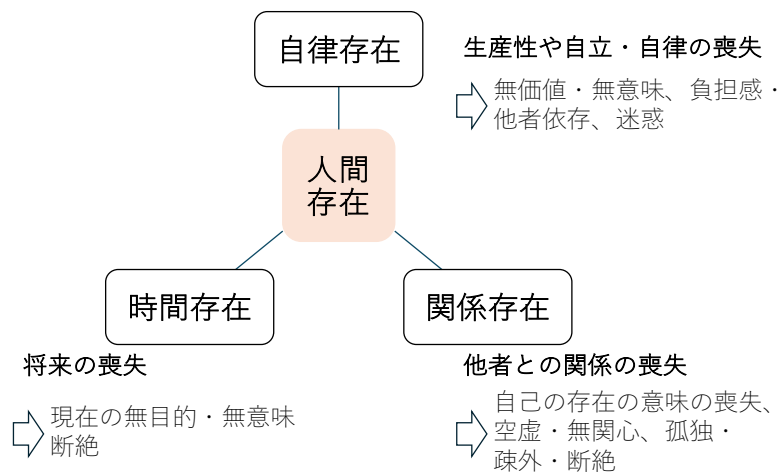 自律存在
生産性や自立・自律の喪失
無価値・無意味、負担感・
他者依存、迷惑
人間
存在
時間存在
関係存在
将来の喪失
現在の無目的・無意味
断絶
他者との関係の喪失
自己の存在の意味の喪失、
空虚・無関心、孤独・
疎外・断絶